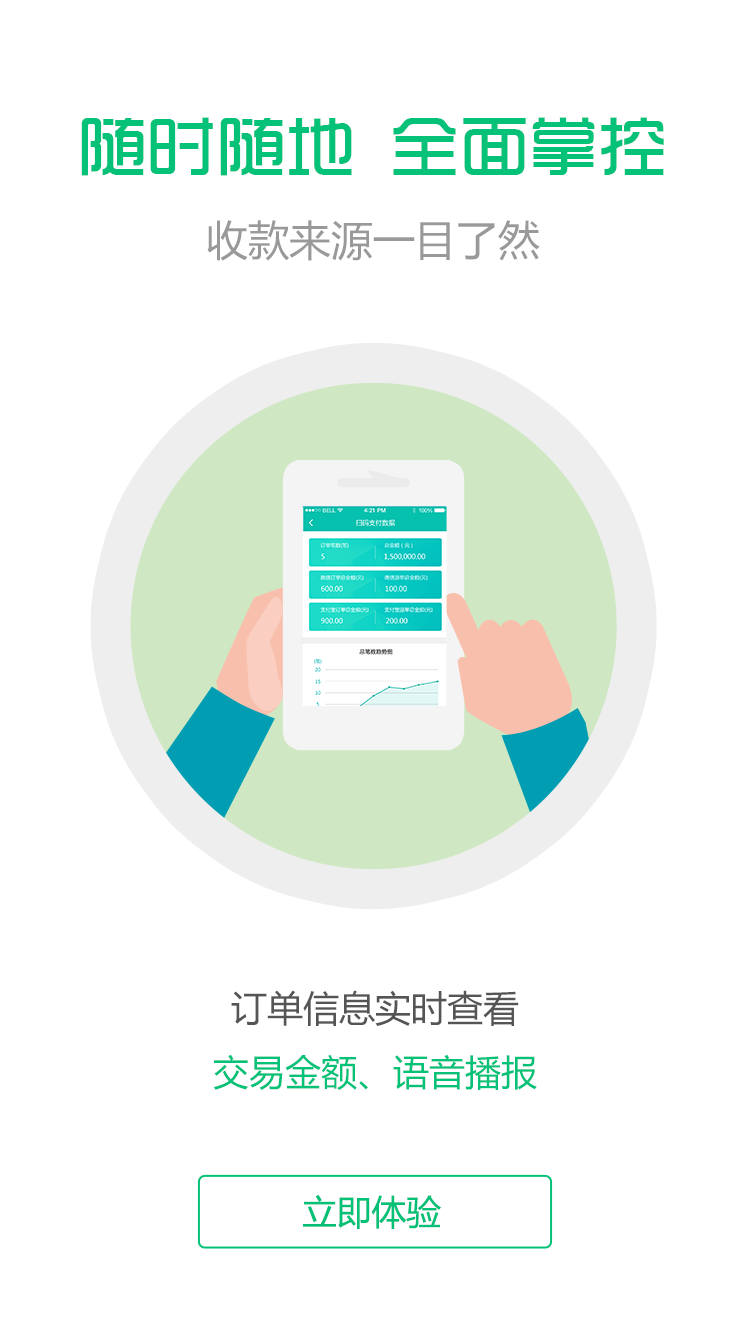 随时随地 全面掌控
收款来源一目了然
BELL 4:21 PM 100%
扫码支付数据
订单笔数(笔) 总金额（元）
5 1,500,000.00
微信订单总金额(元) 微信派单总金额(元)
600.00 100.00
支付宝订单总金额(元) 支付宝派单总金额(元)
900.00 200.00
总笔数趋势图
(笔)
20
15
10
5
订单信息实时查看
交易金额、语音播报
立即体验